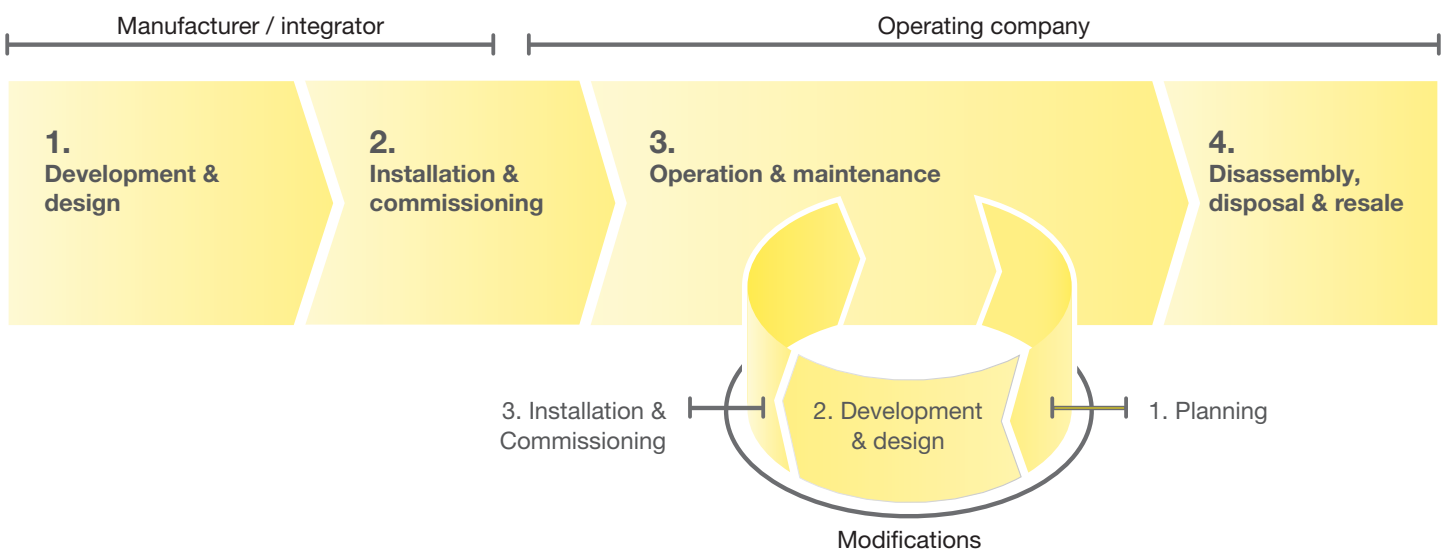 Manufacturer / integrator
Operating company
1.
Development &
design
2.
Installation &
commissioning
3.
Operation & maintenance
4.
Disassembly,
disposal & resale
3. Installation &
Commissioning
2. Development
& design
1. Planning
Modifications